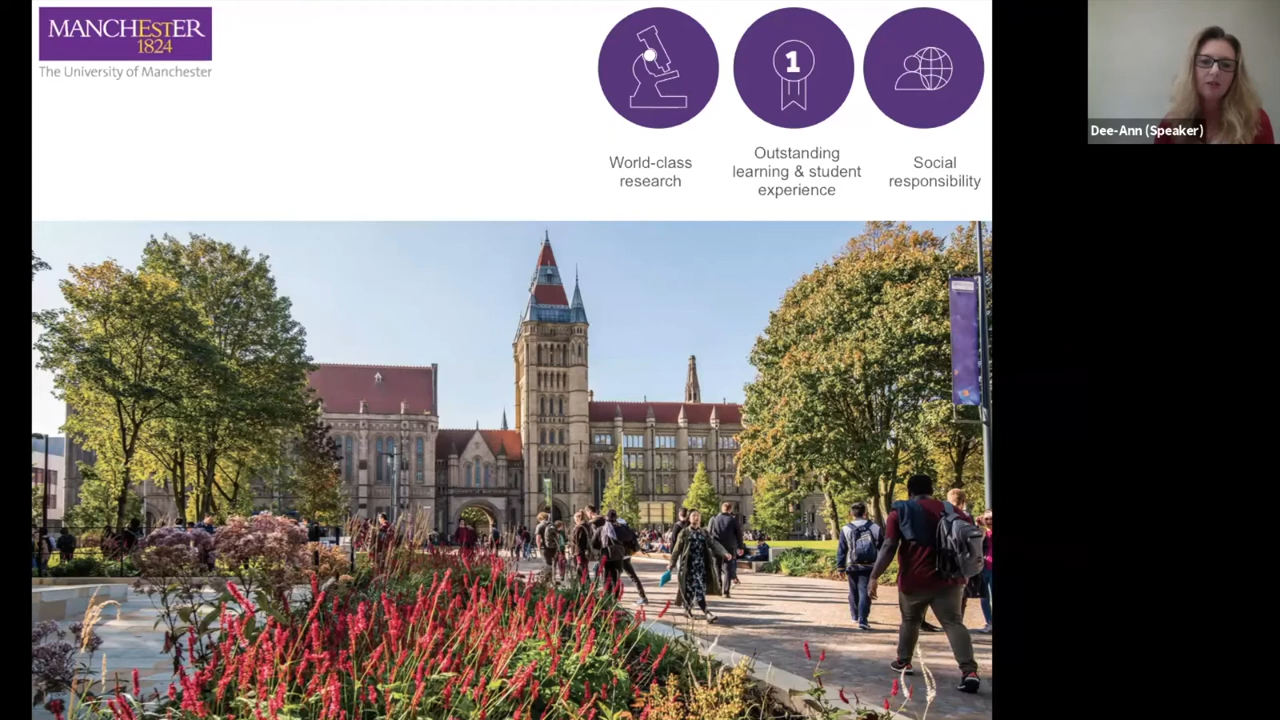 MANCHESTER
1824
The University of Manchester
1
World-class
research
Outstanding
learning & student
experience
Social
responsibility
Dee-Ann (Speaker)